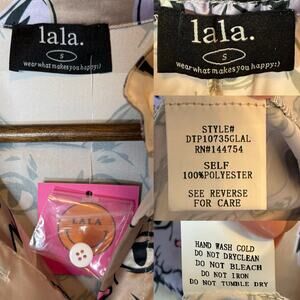 lala.
S
wear what makes you happy:)
lala.
S
wear what makes you happy:)
STYLE#
DTP10735GLAL
RN#144754
SELF
100%POLYESTER
SEE REVERSE
FOR CARE
LALA
HAND WASH COLD
DO NOT DRYCLEAN
DO NOT BLEACH
DO NOT IRON
DO NOT TUMBLE DRY